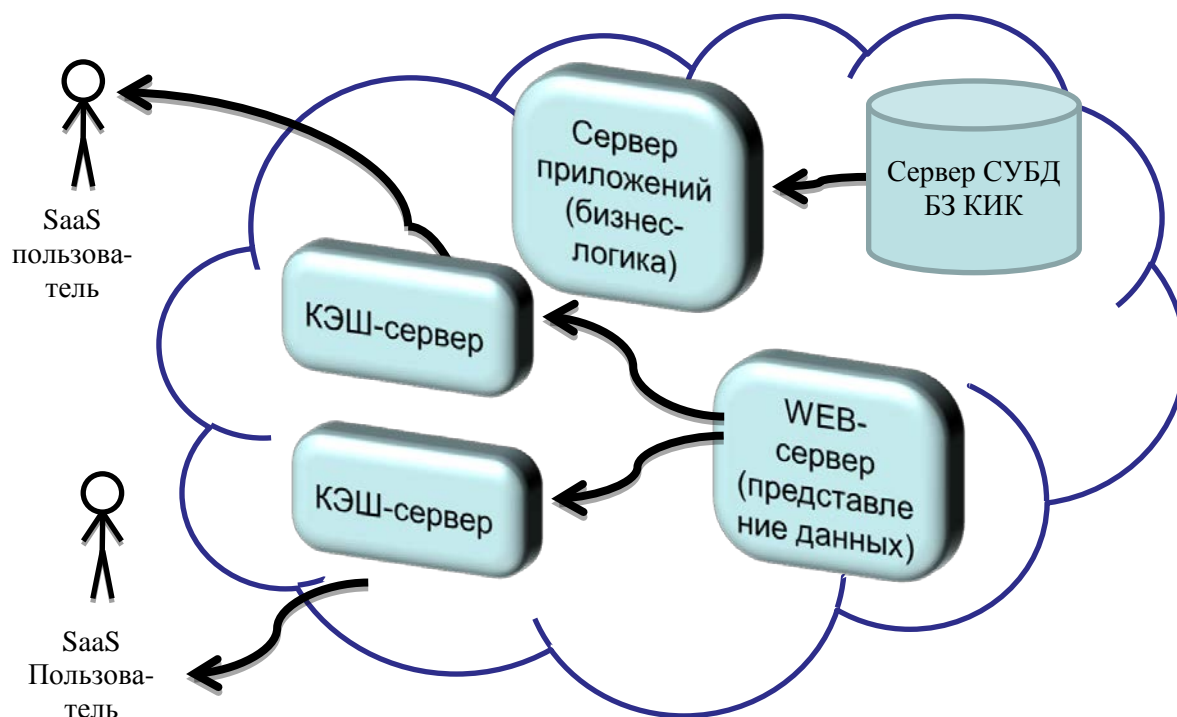 SaaS
пользова-
тель
Сервер
приложений
(бизнес-
логика)
Сервер СУБД
БЗ КИК
КЭШ-сервер
КЭШ-сервер
WEB-
сервер
(представле
ние данных)
SaaS
Пользова-
тель